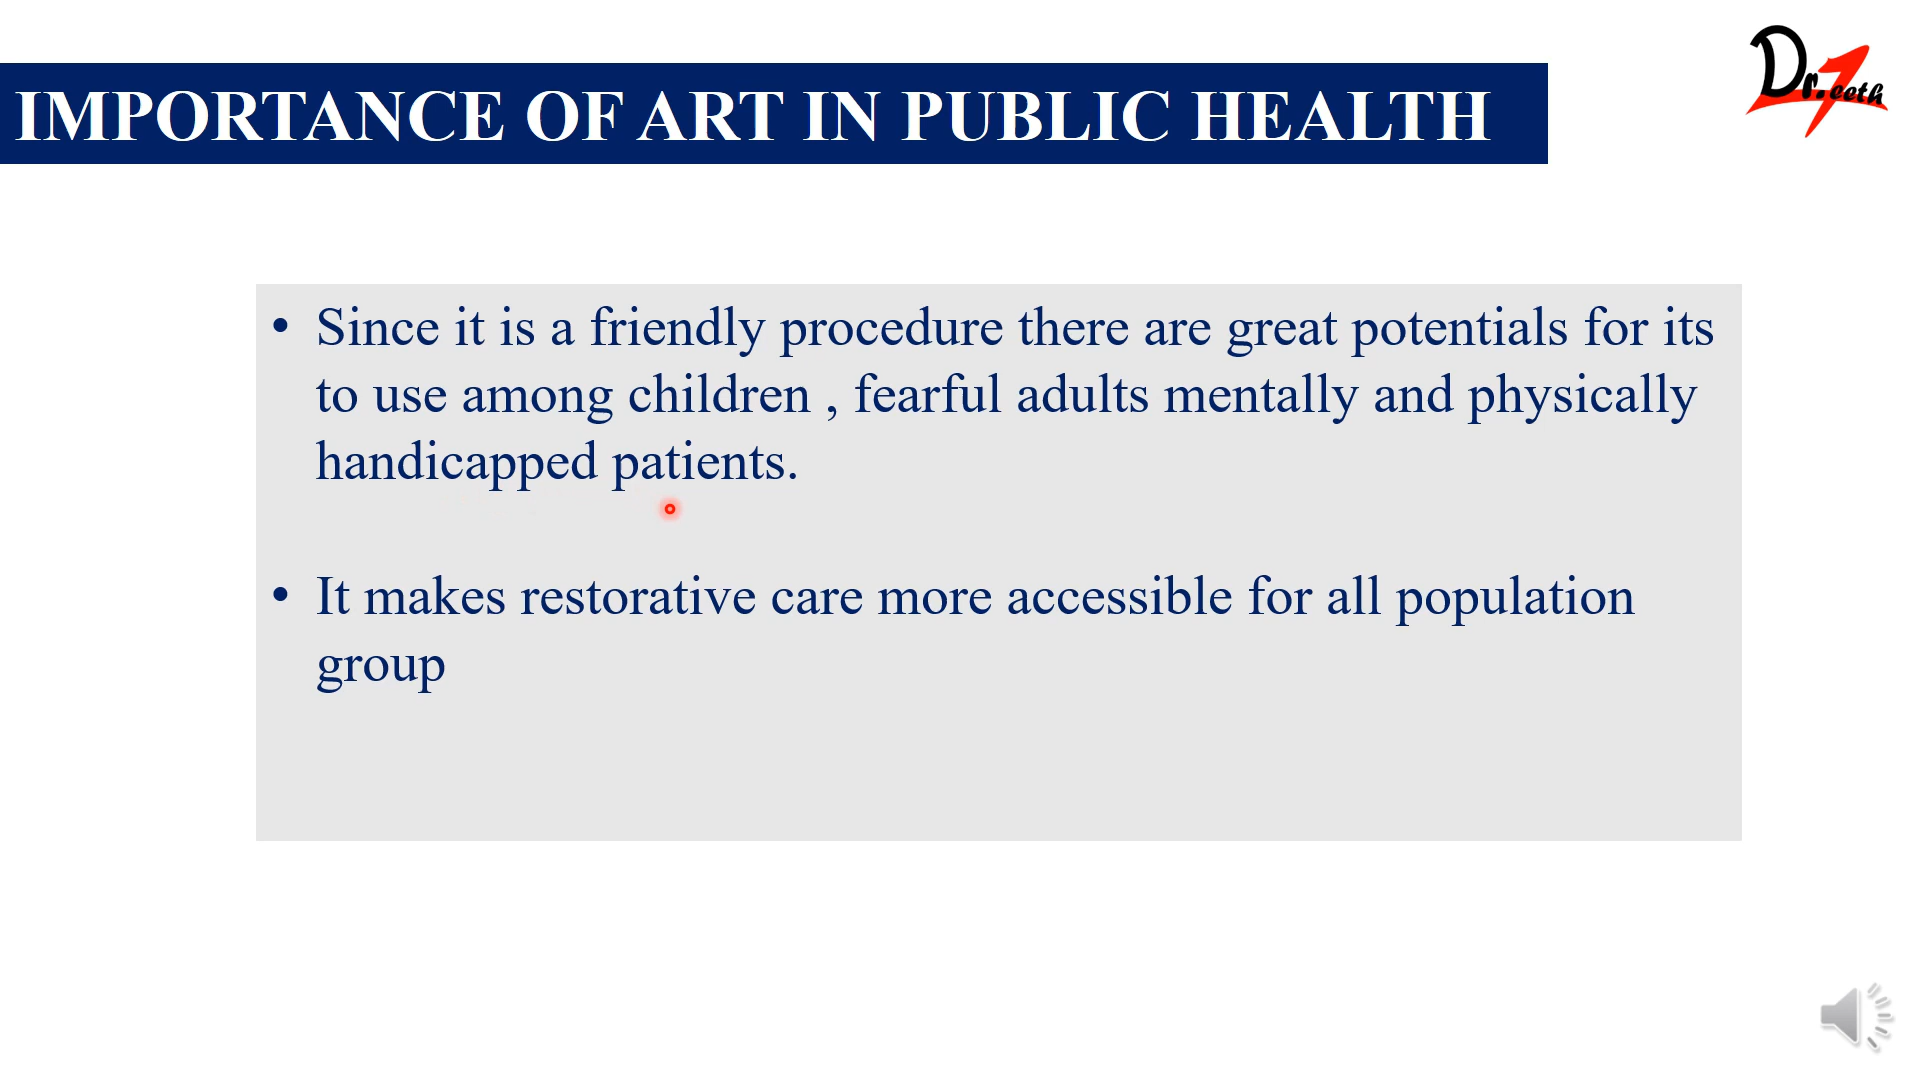 IMPORTANCE OF ART IN PUBLIC HEALTH
Dr. Teeth
• Since it is a friendly procedure there are great potentials for its
to use among children , fearful adults mentally and physically
handicapped patients.
• It makes restorative care more accessible for all population
group